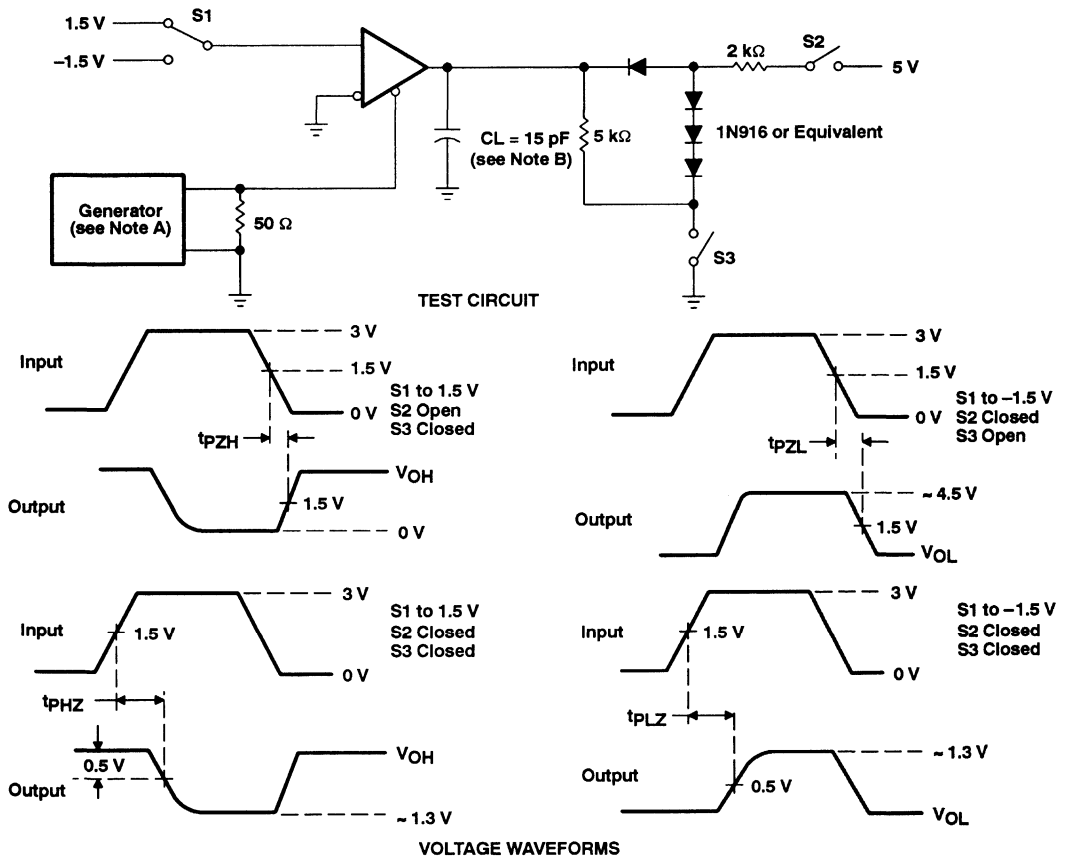 1.5 V
S1
–1.5 V
2 kΩ
S2
5 V
CL = 15 pF
(see Note B)
5 kΩ
1N916 or Equivalent
Generator
(see Note A)
50 Ω
S3
TEST CIRCUIT
Input
3 V
1.5 V
0 V
S1 to 1.5 V
S2 Open
S3 Closed
tPZH
Output
VOH
1.5 V
0 V
Input
3 V
1.5 V
0 V
S1 to –1.5 V
S2 Closed
S3 Open
tPZL
Output
~ 4.5 V
1.5 V
VOL
Input
3 V
1.5 V
0 V
S1 to 1.5 V
S2 Closed
S3 Closed
tPHZ
Output
0.5 V
VOH
~ 1.3 V
Input
3 V
1.5 V
0 V
S1 to –1.5 V
S2 Closed
S3 Closed
tPLZ
Output
~ 1.3 V
0.5 V
VOL
VOLTAGE WAVEFORMS